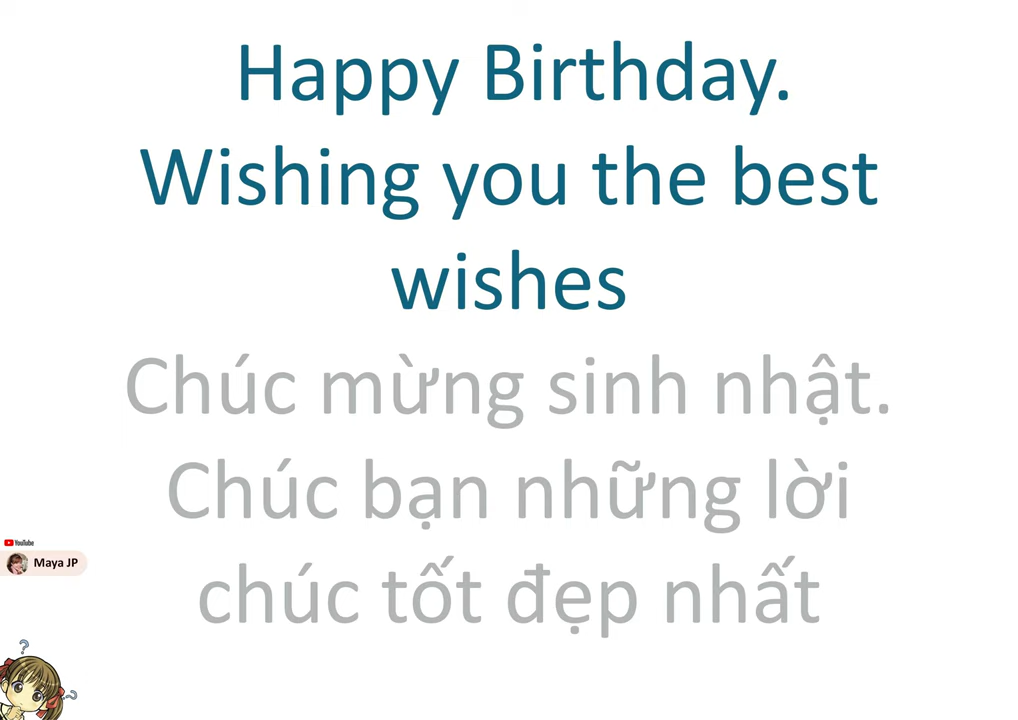 Happy Birthday.
Wishing you the best
wishes
Chúc mừng sinh nhật.
Chúc bạn những lời
chúc tốt đẹp nhất
YouTube
Maya JP
? ?